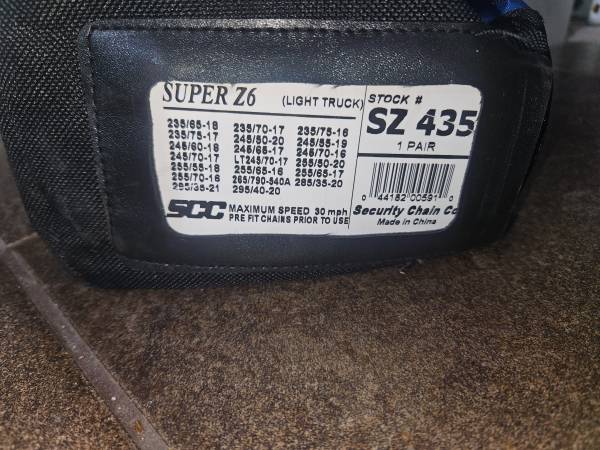 SUPER Z6 (LIGHT TRUCK)
235/65-18 235/70-17 235/75-16
235/75-17 245/50-20 245/55-19
245/60-18 245/65-17 245/70-16
245/70-17 LT245/70-17 255/50-20
255/55-18 255/65-16 255/65-17
255/70-16 265/790-540A 285/35-20
295/35-21 295/40-20
SCC MAXIMUM SPEED 30 mph
PRE FIT CHAINS PRIOR TO USE
STOCK #
SZ 435
1 PAIR
0 44182 00591 0
Security Chain Co
Made in China